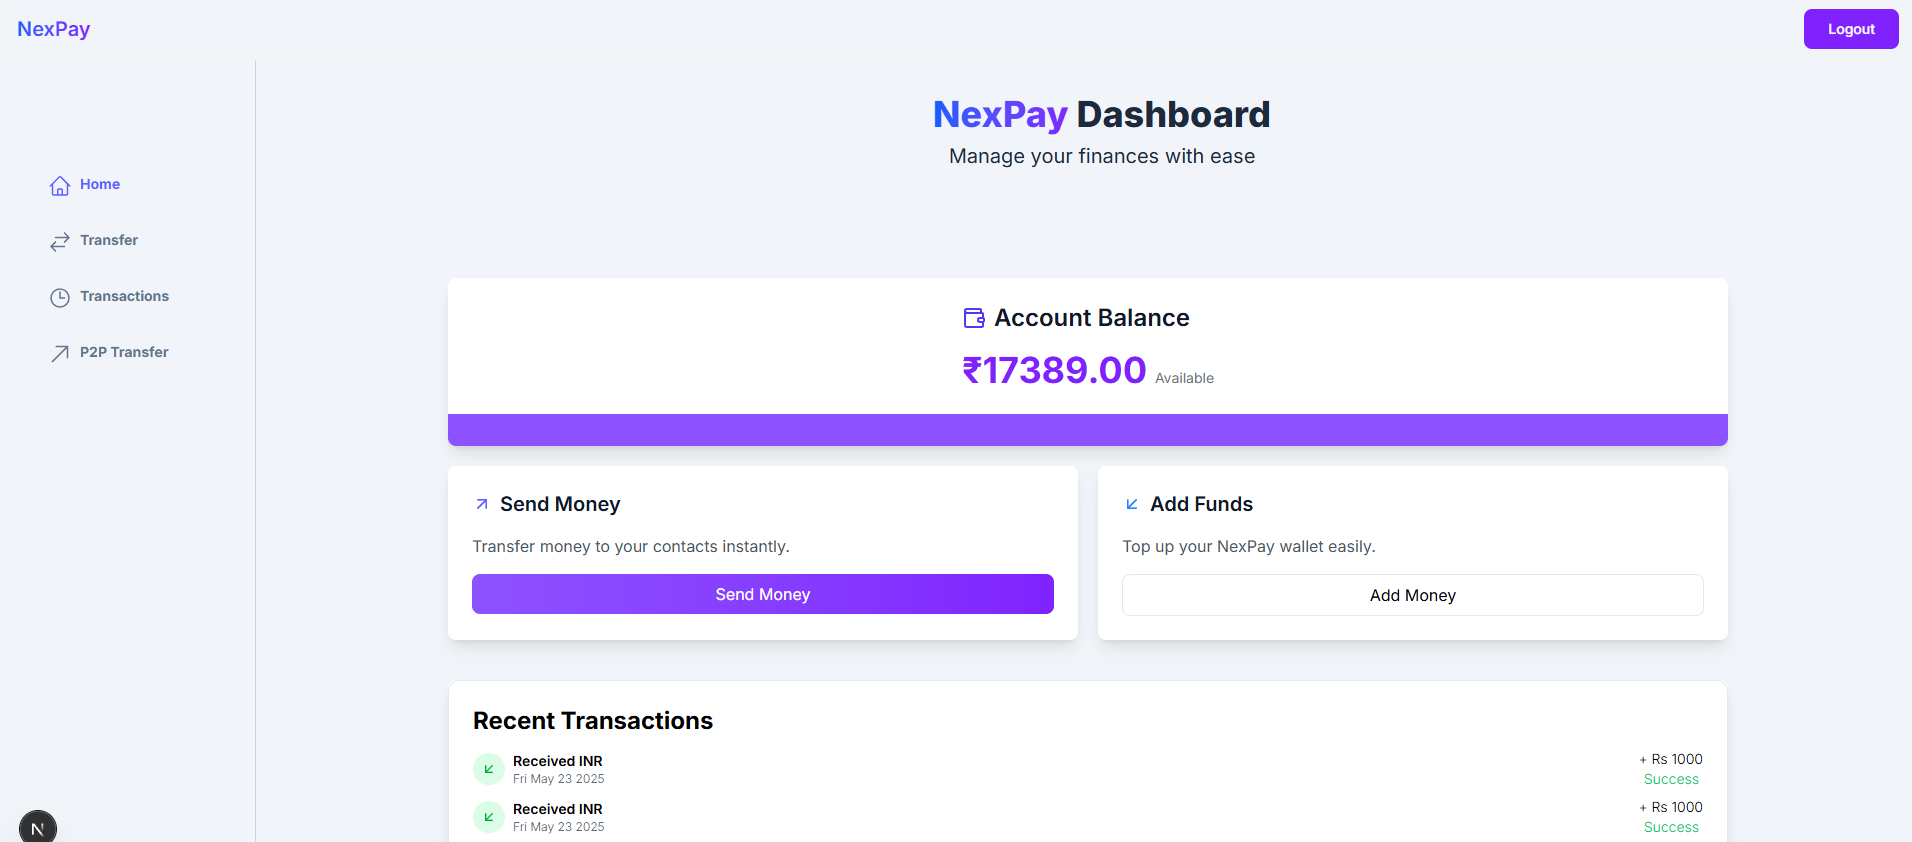 NexPay
Logout
NexPay Dashboard
Manage your finances with ease
Home
Transfer
Transactions
P2P Transfer
Account Balance
₹17389.00 Available
Send Money
Transfer money to your contacts instantly.
Send Money
Add Funds
Top up your NexPay wallet easily.
Add Money
Recent Transactions
Received INR
+ Rs 1000
Fri May 23 2025
Success
Received INR
+ Rs 1000
Fri May 23 2025
Success
N